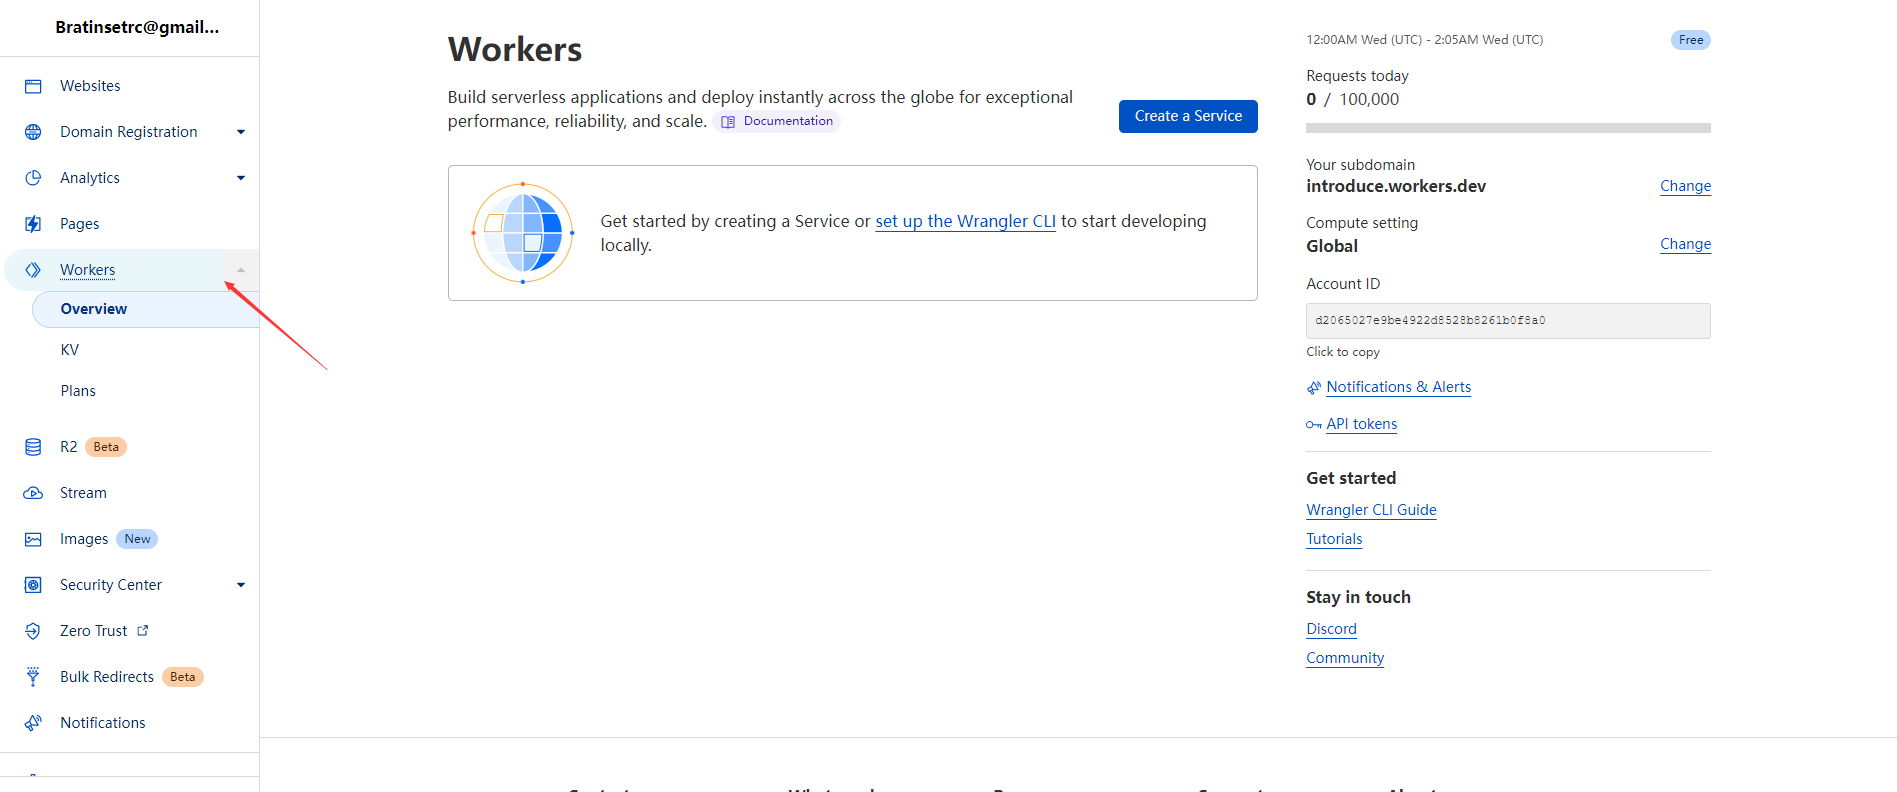 Bratinsetrc@gmail...
Websites
Domain Registration
Analytics
Pages
Workers
Overview
KV
Plans
R2 Beta
Stream
Images New
Security Center
Zero Trust
Bulk Redirects Beta
Notifications
Workers
Build serverless applications and deploy instantly across the globe for exceptional
performance, reliability, and scale. Documentation
Create a Service
Get started by creating a Service or set up the Wrangler CLI to start developing
locally.
12:00AM Wed (UTC) - 2:05AM Wed (UTC) Free
Requests today
0 / 100,000
Your subdomain
introduce.workers.dev Change
Compute setting
Global Change
Account ID
d2065027e9be4922d8528b8261b0f8a0
Click to copy
Notifications & Alerts
API tokens
Get started
Wrangler CLI Guide
Tutorials
Stay in touch
Discord
Community